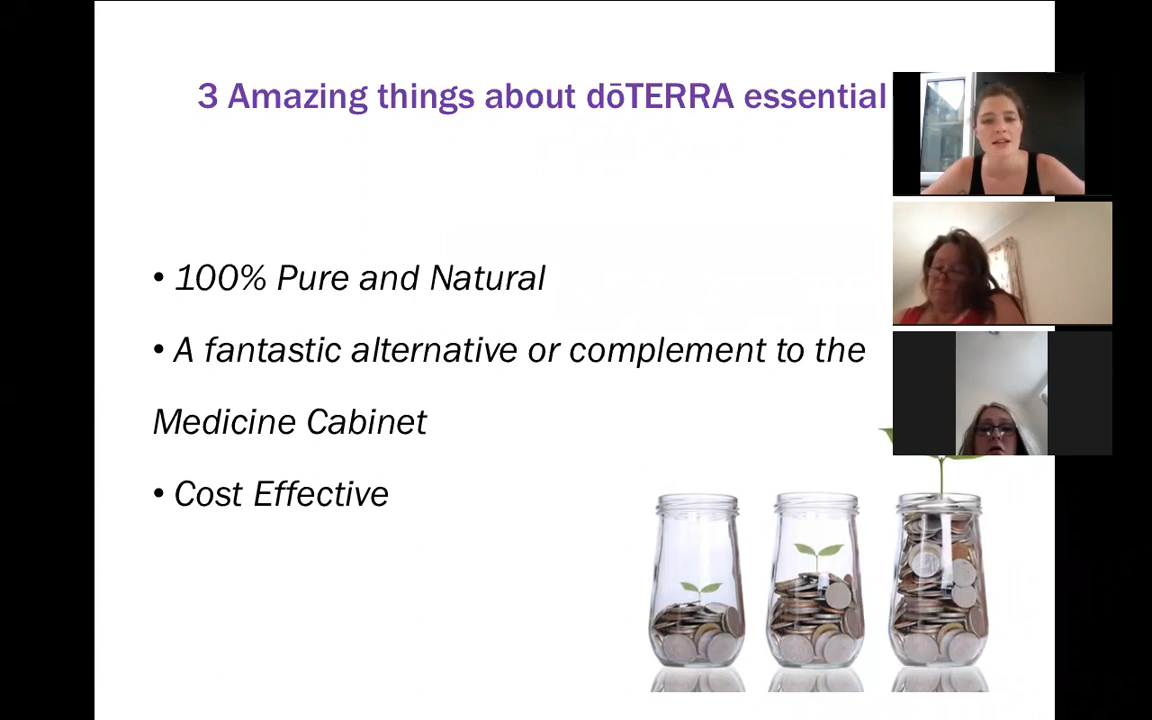 3 Amazing things about dōTERRA essential
• 100% Pure and Natural
• A fantastic alternative or complement to the
Medicine Cabinet
• Cost Effective